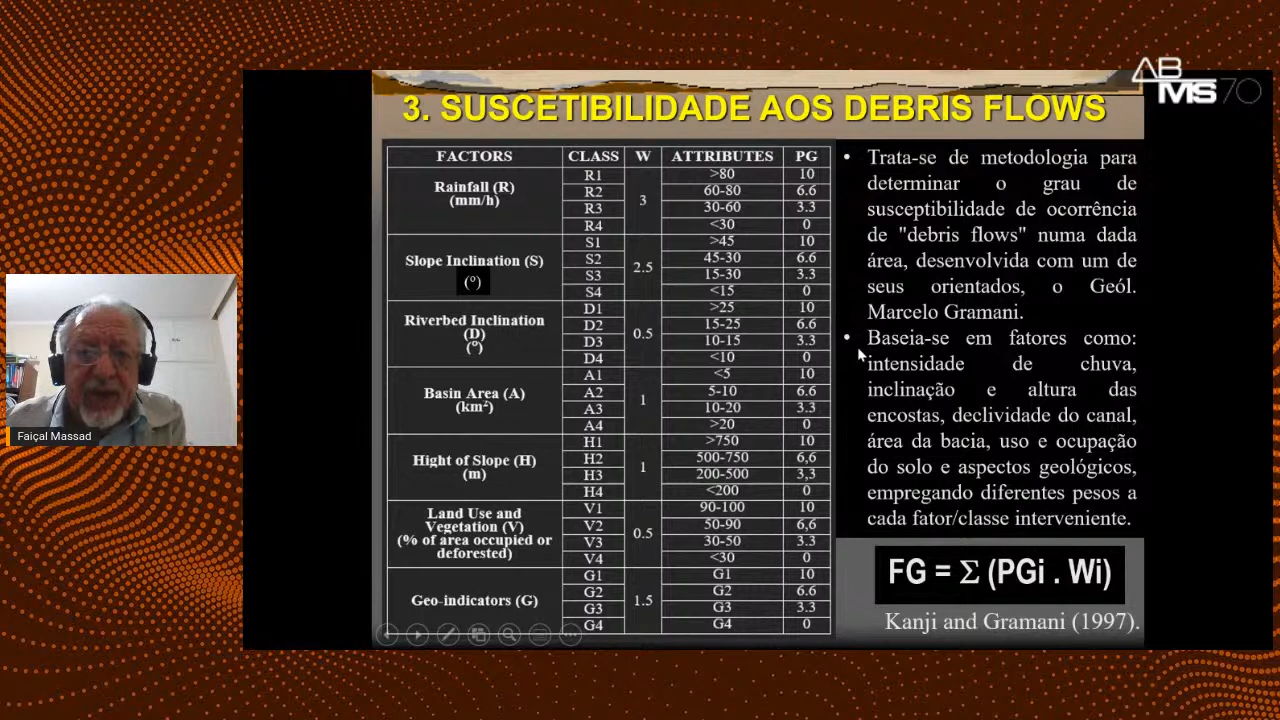 AB
MS 70
3. SUSCETIBILIDADE AOS DEBRIS FLOWS
FACTORS CLASS W ATTRIBUTES PG
Rainfall (R)
(mm/h)
3
R1 >80 10
R2 60-80 6.6
R3 30-60 3.3
R4 <30 0
Slope Inclination (S)
(º)
2.5
S1 >45 10
S2 45-30 6.6
S3 15-30 3.3
S4 <15 0
Riverbed Inclination
(D)
(º)
0.5
D1 >25 10
D2 15-25 6.6
D3 10-15 3.3
D4 <10 0
Basin Area (A)
(km²)
1
A1 <5 10
A2 5-10 6.6
A3 10-20 3.3
A4 >20 0
Hight of Slope (H)
(m)
1
H1 >750 10
H2 500-750 6,6
H3 200-500 3,3
H4 <200 0
Land Use and
Vegetation (V)
(% of area occupied or
deforested)
0.5
V1 90-100 10
V2 50-90 6,6
V3 30-50 3.3
V4 <30 0
Geo-indicators (G)
1.5
G1 G1 10
G2 G2 6.6
G3 G3 3.3
G4 G4 0
• Trata-se de metodologia para
determinar o grau de
susceptibilidade de ocorrência
de "debris flows" numa dada
área, desenvolvida com um de
seus orientados, o Geól.
Marcelo Gramani.
• Baseia-se em fatores como:
intensidade de chuva,
inclinação e altura das
encostas, declividade do canal,
área da bacia, uso e ocupação
do solo e aspectos geológicos,
empregando diferentes pesos a
cada fator/classe interveniente.
FG = Σ (PGi . Wi)
Kanji and Gramani (1997).
Faiçal Massad